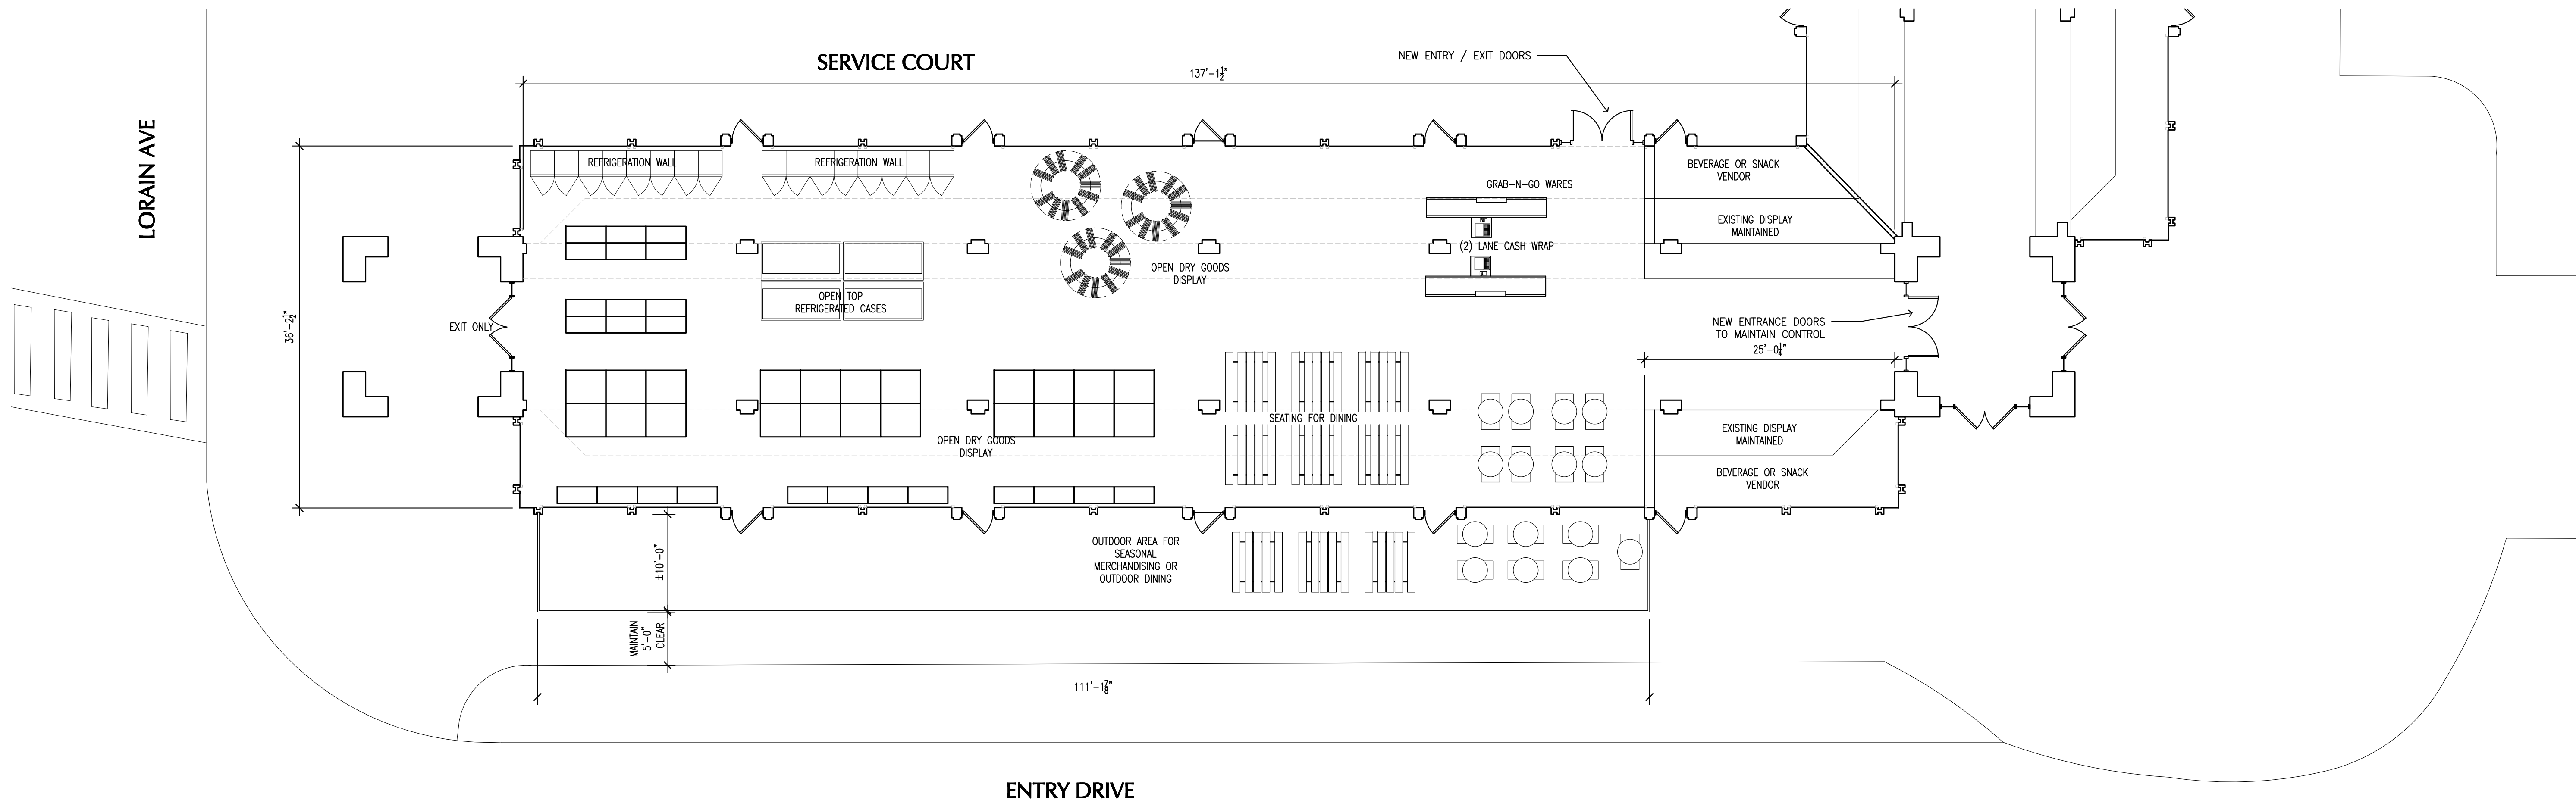 SERVICE COURT
NEW ENTRY / EXIT DOORS
137'-1½"
LORAIN AVE
REFRIGERATION WALL
REFRIGERATION WALL
BEVERAGE OR SNACK
VENDOR
GRAB-N-GO WARES
EXISTING DISPLAY
MAINTAINED
(2) LANE CASH WRAP
OPEN DRY GOODS
DISPLAY
OPEN TOP
REFRIGERATED CASES
36'-2½"
EXIT ONLY
NEW ENTRANCE DOORS
TO MAINTAIN CONTROL
25'-0¼"
SEATING FOR DINING
OPEN DRY GOODS
DISPLAY
EXISTING DISPLAY
MAINTAINED
BEVERAGE OR SNACK
VENDOR
OUTDOOR AREA FOR
SEASONAL
MERCHANDISING OR
OUTDOOR DINING
±10'-0"
MAINTAIN
5'-0"
CLEAR
111'-1⅞"
ENTRY DRIVE